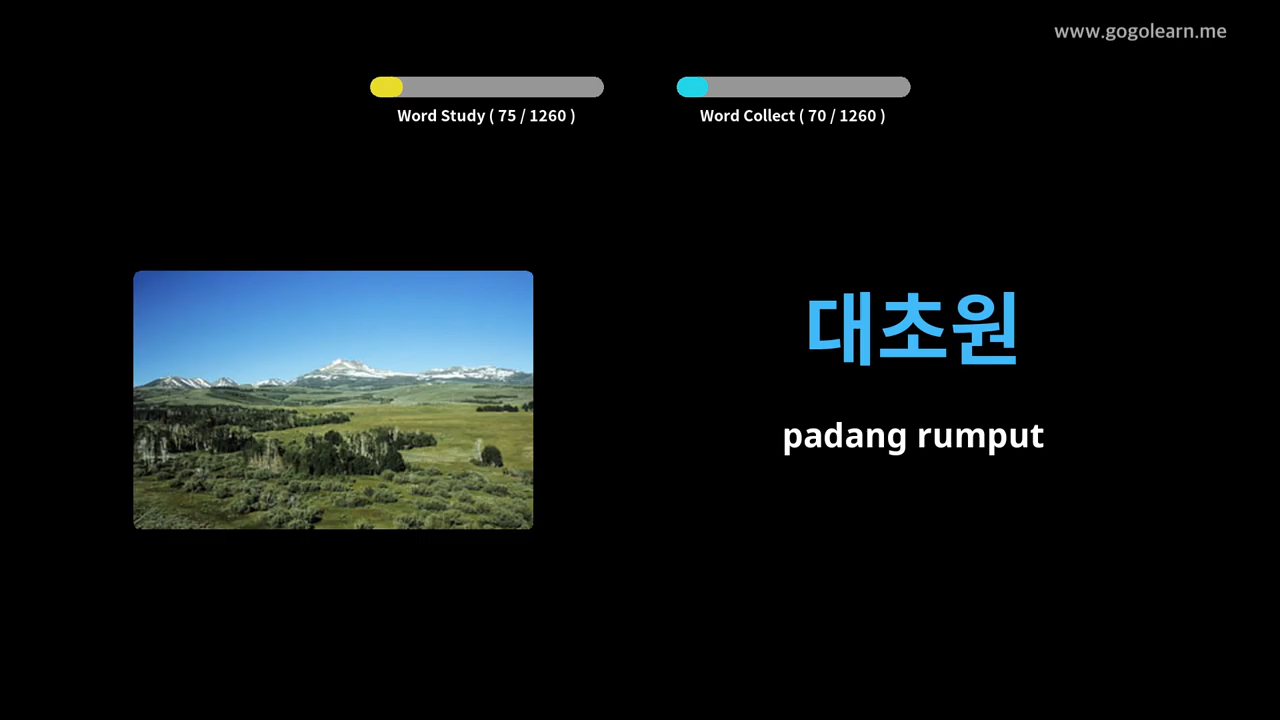 www.gogolearn.me
Word Study ( 75 / 1260 )
Word Collect ( 70 / 1260 )
대초원
padang rumput